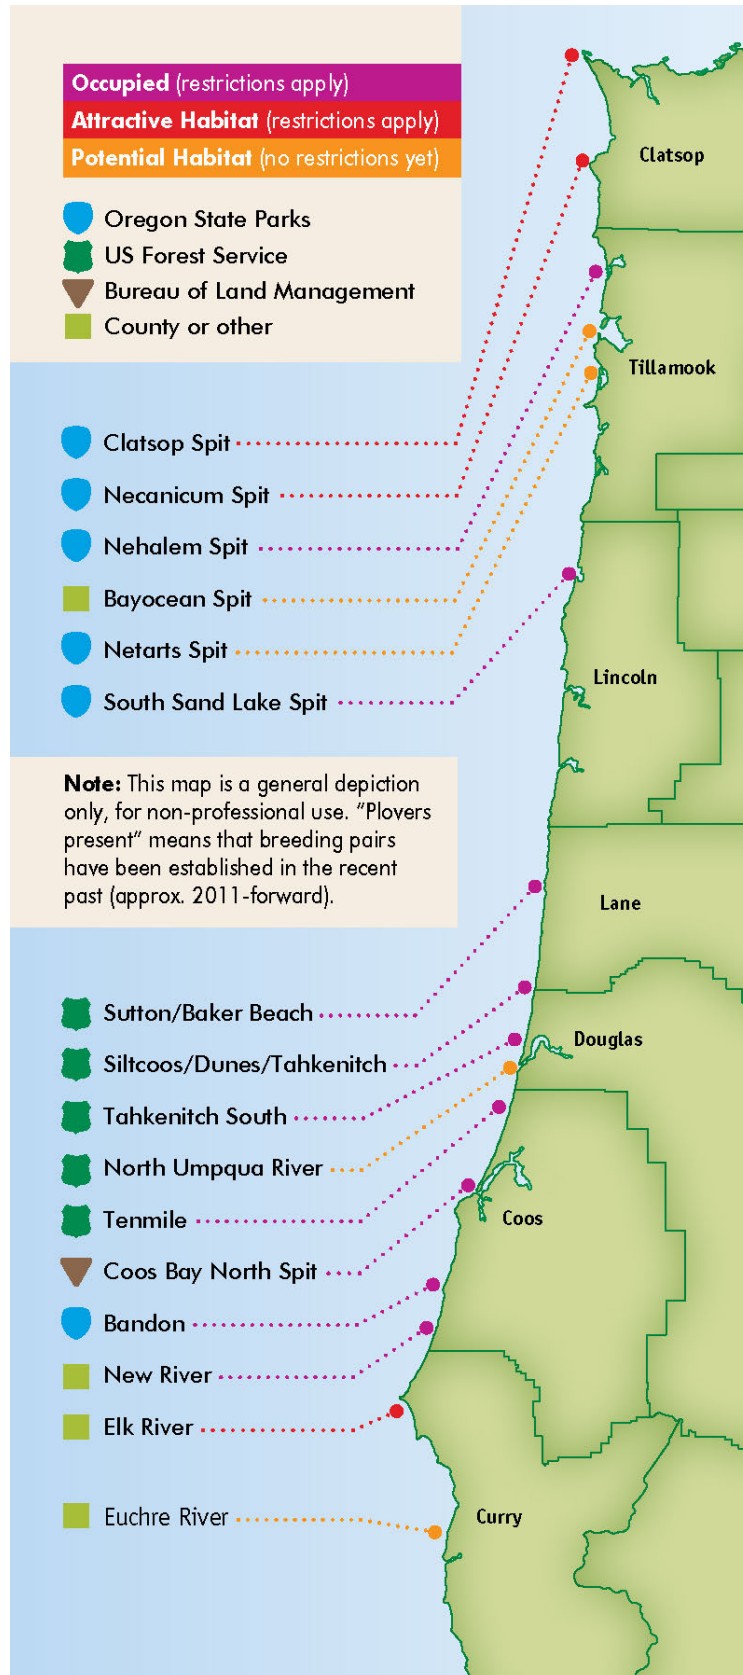 Occupied (restrictions apply)
Attractive Habitat (restrictions apply)
Potential Habitat (no restrictions yet)
Oregon State Parks
US Forest Service
Bureau of Land Management
County or other
Clatsop
Tillamook
Clatsop Spit
Necanicum Spit
Nehalem Spit
Bayocean Spit
Netarts Spit
South Sand Lake Spit
Lincoln
Note: This map is a general depiction
only, for non-professional use. "Plovers
present" means that breeding pairs
have been established in the recent
past (approx. 2011-forward).
Lane
Sutton/Baker Beach
Siltcoos/Dunes/Tahkenitch
Douglas
Tahkenitch South
North Umpqua River
Tenmile
Coos
Coos Bay North Spit
Bandon
New River
Elk River
Euchre River
Curry